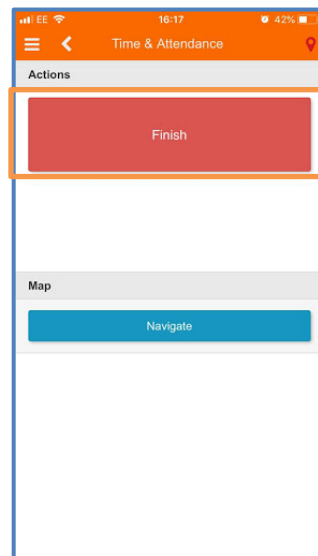 EE 16:17 42%
Time & Attendance
Actions
Finish
Map
Navigate